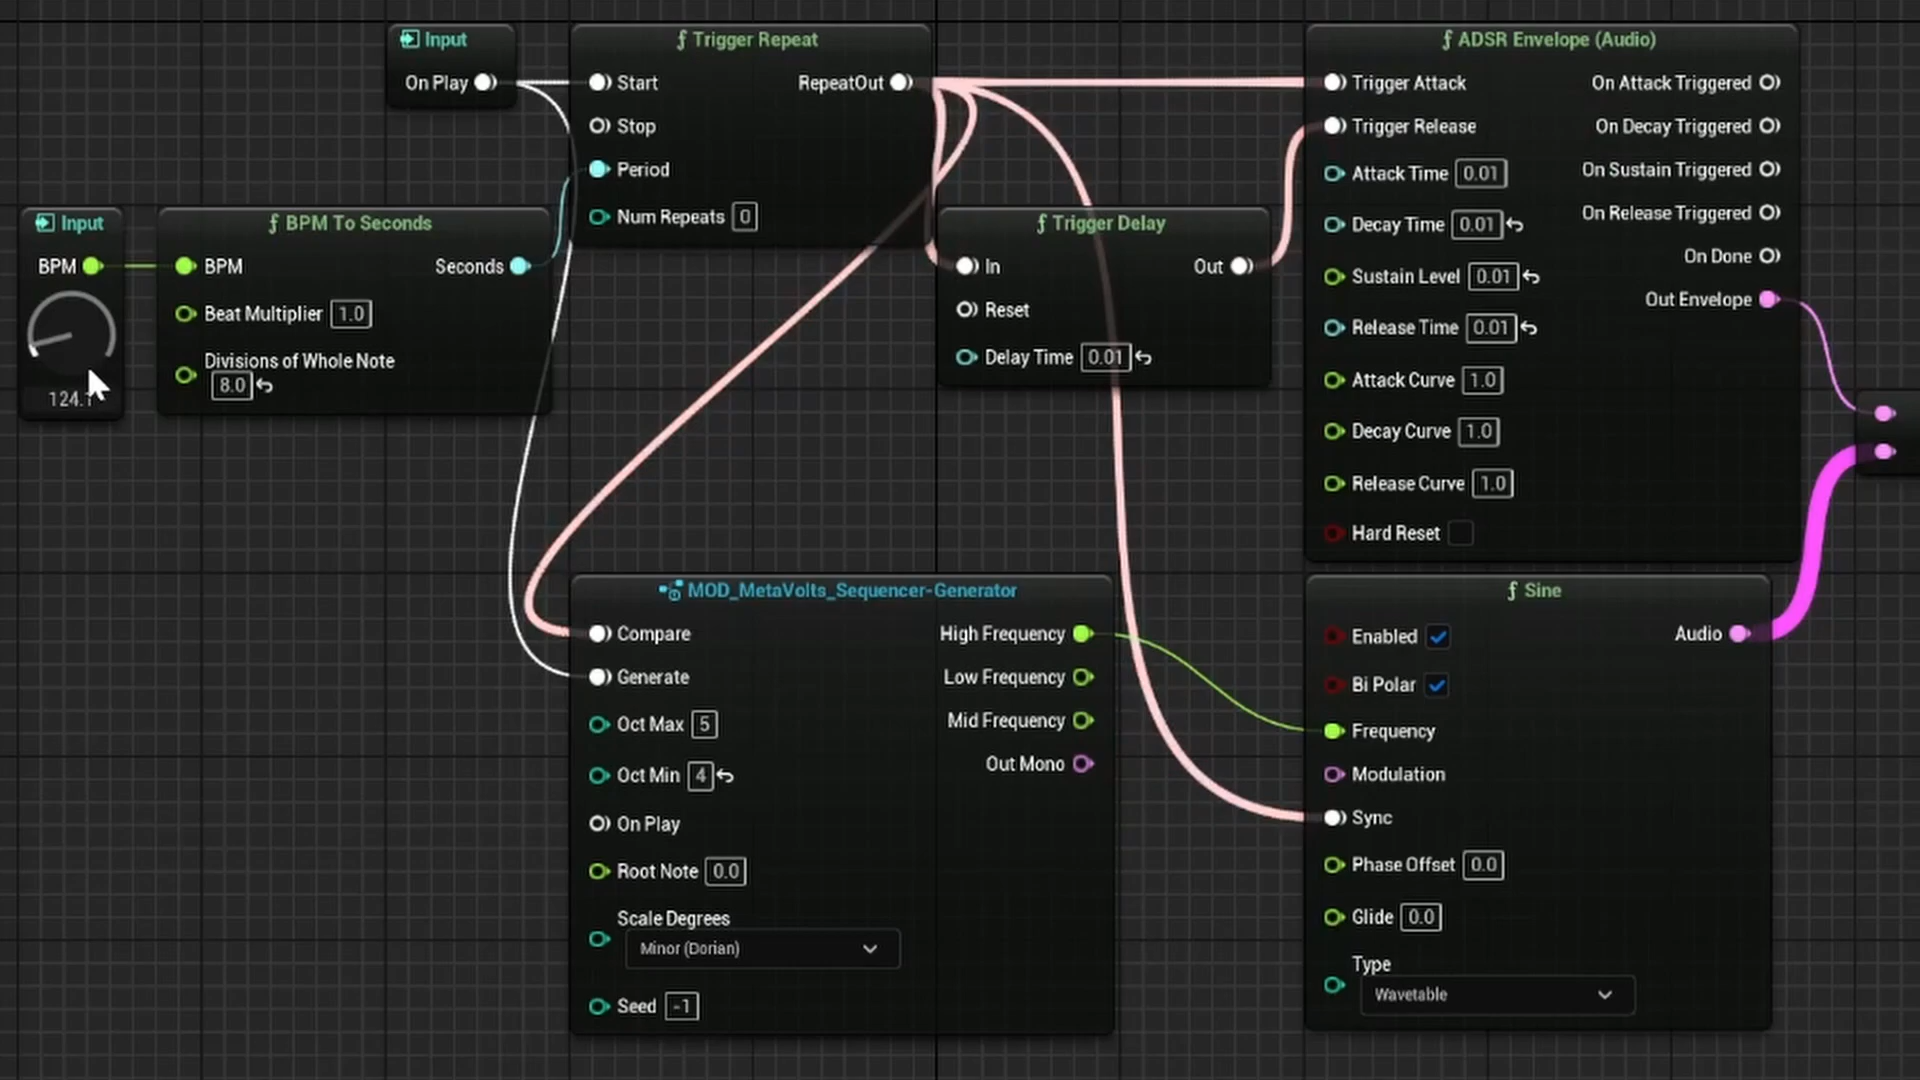 Input
On Play
Trigger Repeat
Start
RepeatOut
Stop
Period
Num Repeats 0
Input
BPM
BPM To Seconds
BPM
Seconds
Beat Multiplier 1.0
Divisions of Whole Note
8.0
Trigger Delay
In
Out
Reset
Delay Time 0.01
ADSR Envelope (Audio)
Trigger Attack
On Attack Triggered
Trigger Release
On Decay Triggered
Attack Time 0.01
On Sustain Triggered
Decay Time 0.01
On Release Triggered
On Done
Sustain Level 0.01
Out Envelope
Release Time 0.01
Attack Curve 1.0
Decay Curve 1.0
Release Curve 1.0
Hard Reset
MOD_MetaVolts_Sequencer-Generator
Compare
High Frequency
Generate
Low Frequency
Oct Max 5
Mid Frequency
Oct Min 4
Out Mono
On Play
Root Note 0.0
Scale Degrees
Minor (Dorian)
Seed -1
Sine
Enabled
Audio
Bi Polar
Frequency
Modulation
Sync
Phase Offset 0.0
Glide 0.0
Type
Wavetable